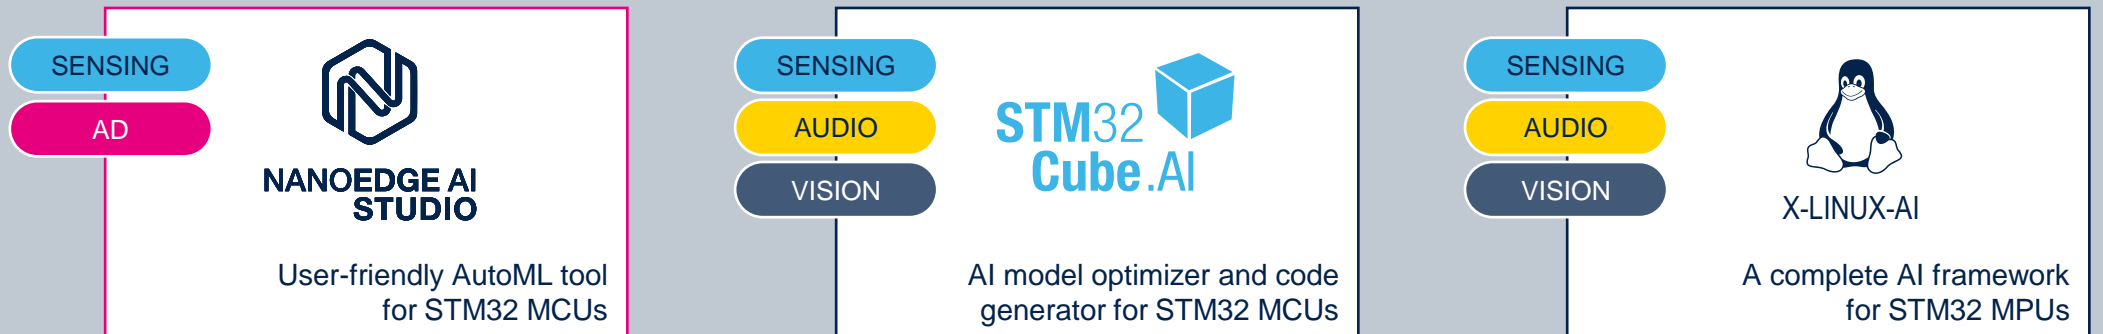 SENSING
AD
NANOEDGE AI
STUDIO
User-friendly AutoML tool
for STM32 MCUs
SENSING
AUDIO
VISION
STM32
Cube.AI
AI model optimizer and code
generator for STM32 MCUs
SENSING
AUDIO
VISION
X-LINUX-AI
A complete AI framework
for STM32 MPUs